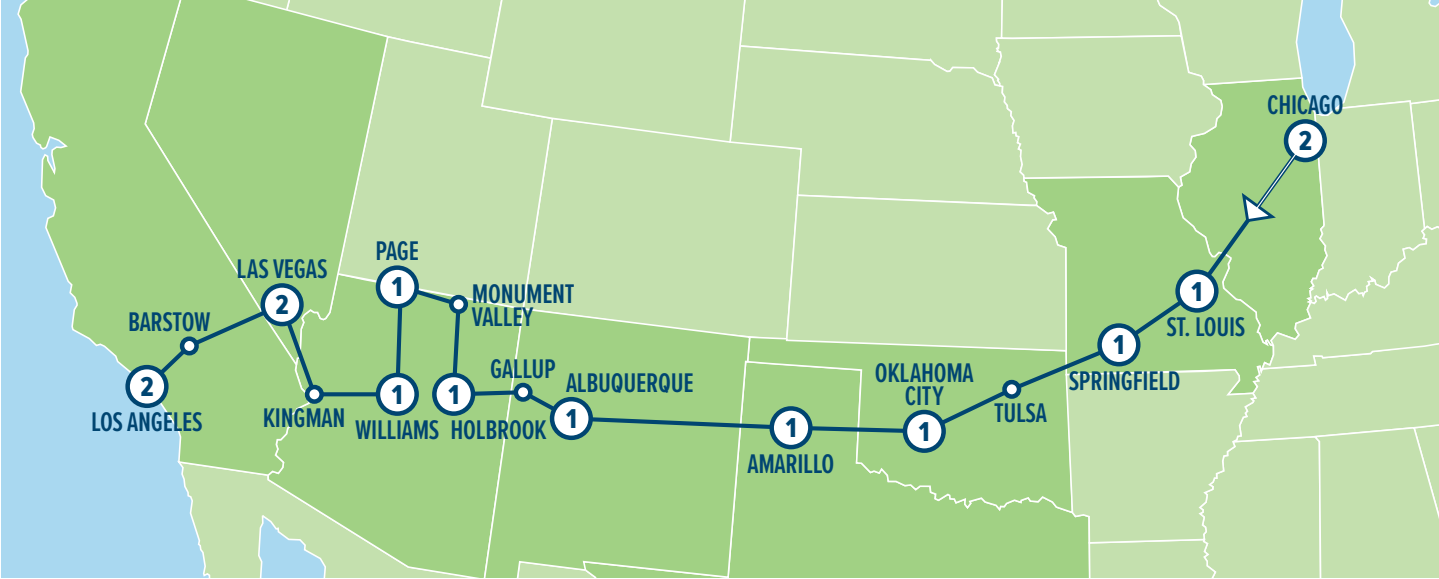 CHICAGO
2
1
ST. LOUIS
1
SPRINGFIELD
TULSA
OKLAHOMA
CITY
1
1
AMARILLO
ALBUQUERQUE
1
GALLUP
1
HOLBROOK
MONUMENT
VALLEY
PAGE
1
1
WILLIAMS
KINGMAN
LAS VEGAS
2
BARSTOW
2
LOS ANGELES